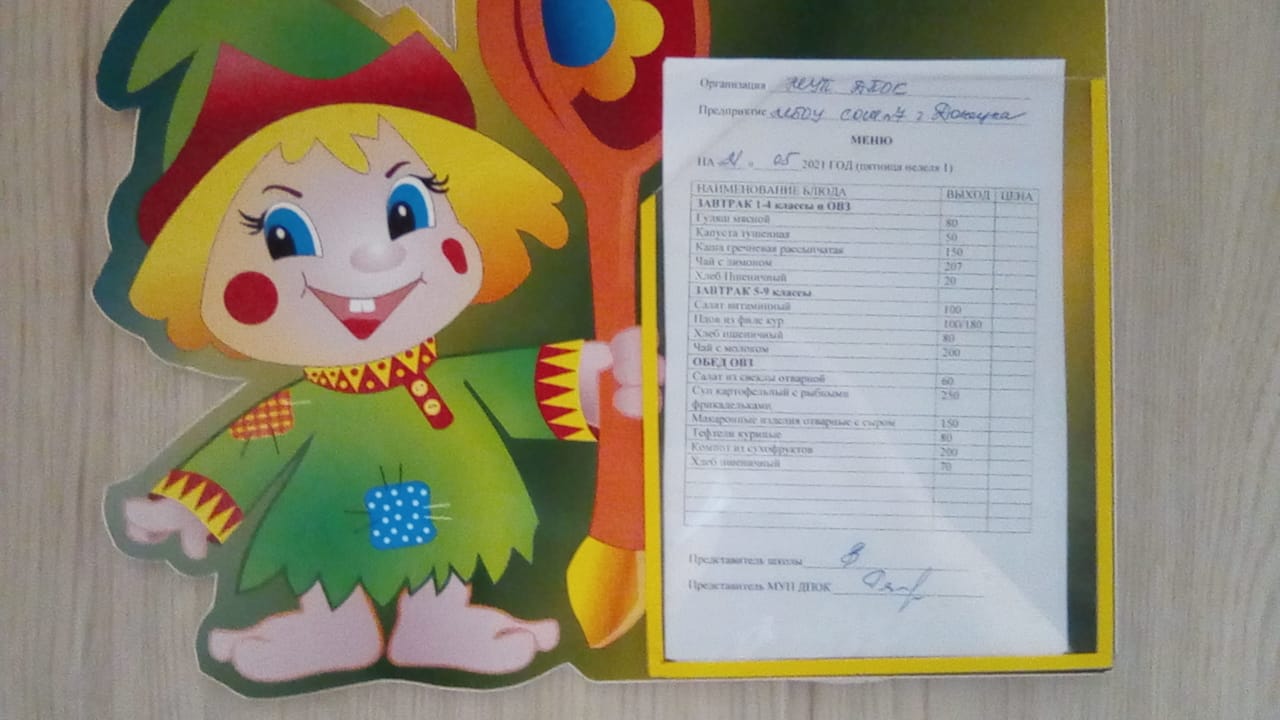 Организация МУП ДПОК
Предприятие МБОУ СОШ №7 г Донецка
МЕНЮ
НА 21 " 05 2021 ГОД (пятница неделя 1)
НАИМЕНОВАНИЕ БЛЮДА ВЫХОД ЦЕНА
ЗАВТРАК 1-4 классы и ОВЗ
Гуляш мясной 80
Капуста тушенная 50
Каша гречневая рассыпчатая 150
Чай с лимоном 207
Хлеб Пшеничный 20
ЗАВТРАК 5-9 классы
Салат витаминный 100
Плов из филе кур 100/180
Хлеб пшеничный 80
Чай с молоком 200
ОБЕД ОВЗ
Салат из свеклы отварной 60
Суп картофельный с рыбными 250
фрикадельками
Макаронные изделия отварные с сыром 150
Тефтели куриные 80
Компот из сухофруктов 200
Хлеб пшеничный 70
Представитель школы
Представитель МУП ДПОК